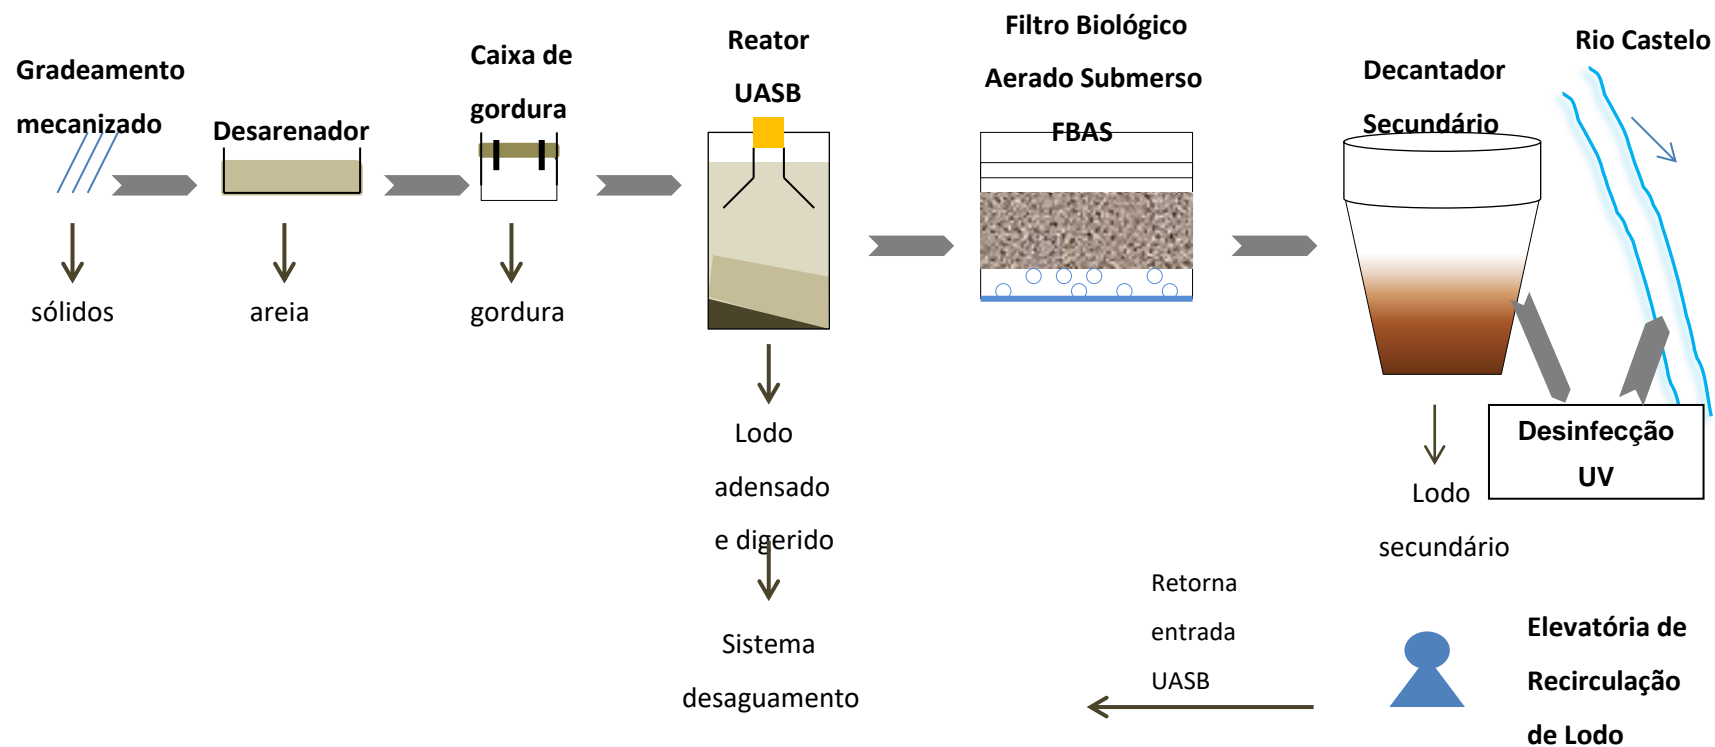 Gradeamento
mecanizado
Desarenador
Caixa de
gordura
Reator
UASB
Filtro Biológico
Aerado Submerso
FBAS
Decantador
Secundário
Rio Castelo
sólidos
areia
gordura
Lodo
adensado
e digerido
Sistema
desaguamento
Desinfecção
UV
Lodo
secundário
Retorna
entrada
UASB
Elevatória de
Recirculação
de Lodo